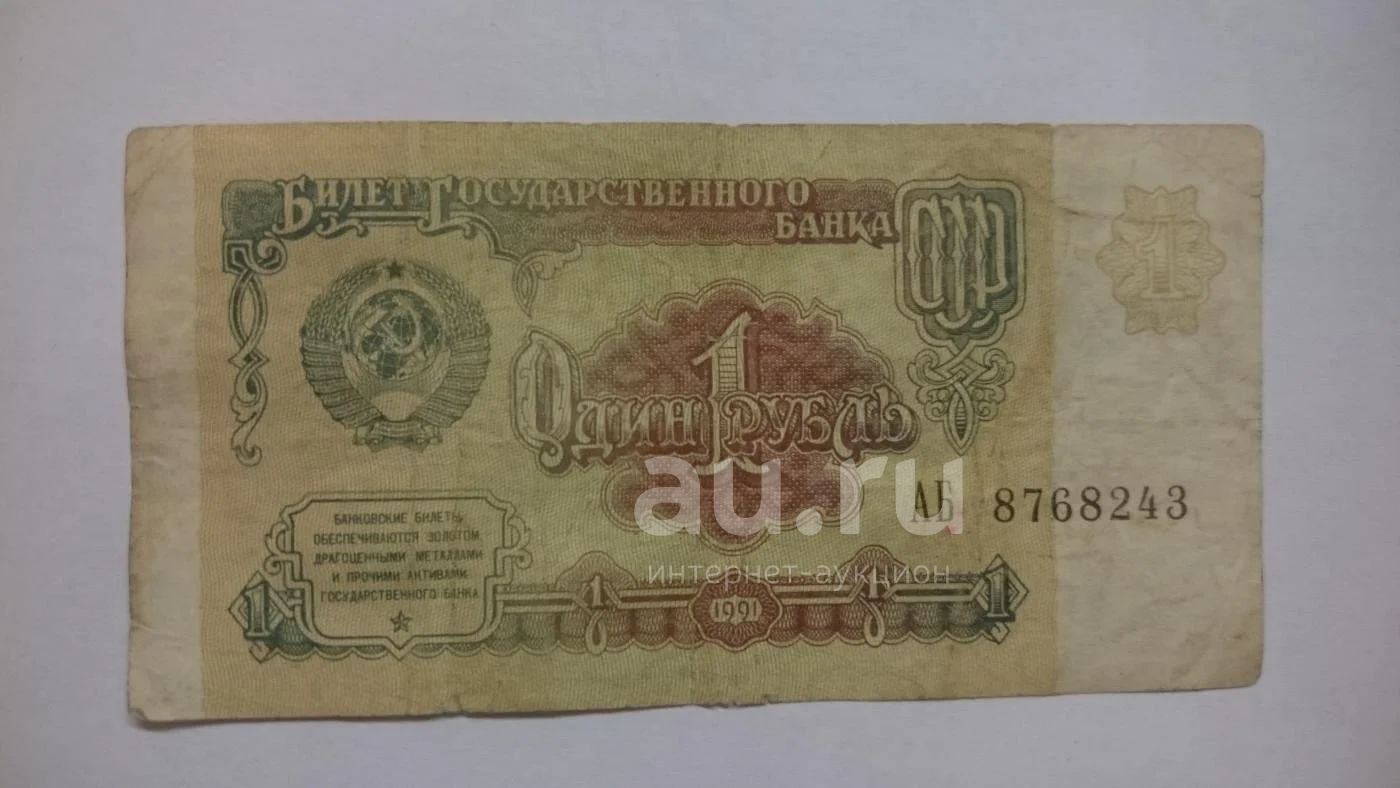 БИЛЕТ ГОСУДАРСТВЕННОГО
БАНКА
СССР
1
1
ОДИН РУБЛЬ
au.ru
АБ 8768243
интернет-аукцион
БАНКОВСКИЕ БИЛЕТЫ
ОБЕСПЕЧИВАЮТСЯ ЗОЛОТОМ,
ДРАГОЦЕННЫМИ МЕТАЛЛАМИ
И ПРОЧИМИ АКТИВАМИ
ГОСУДАРСТВЕННОГО БАНКА
1 1 1991 1 1